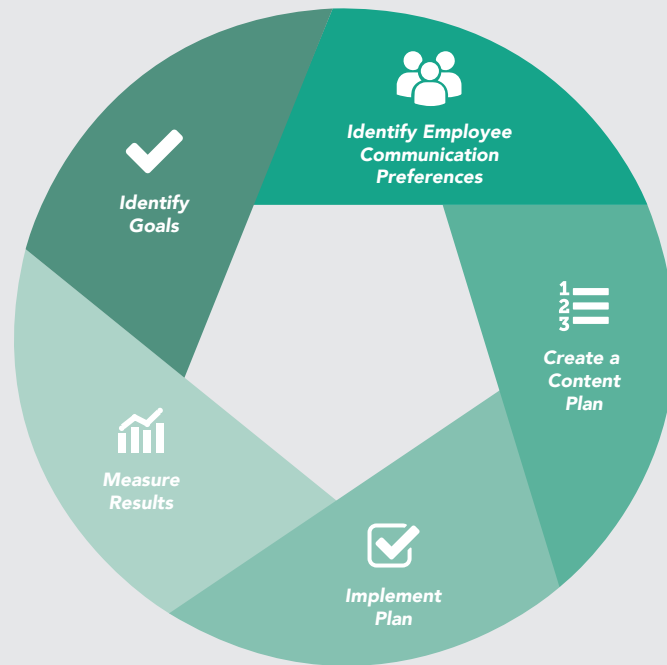 Identify Employee
Communication
Preferences
Identify
Goals
1
2
3
Create a
Content
Plan
Measure
Results
Implement
Plan